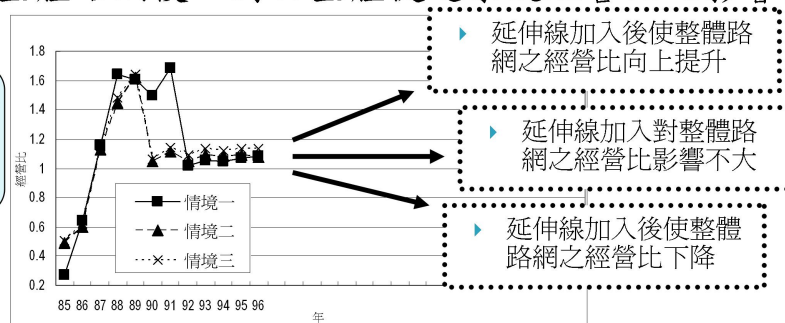 1.8
1.6
1.4
1.2
1
0.8
0.6
0.4
0.2
經營比
情境一
情境二
情境三
85 86 87 88 89 90 91 92 93 94 95 96
年
延伸線加入後使整體路
網之經營比向上提升
延伸線加入對整體路
網之經營比影響不大
延伸線加入後使整體
路網之經營比下降